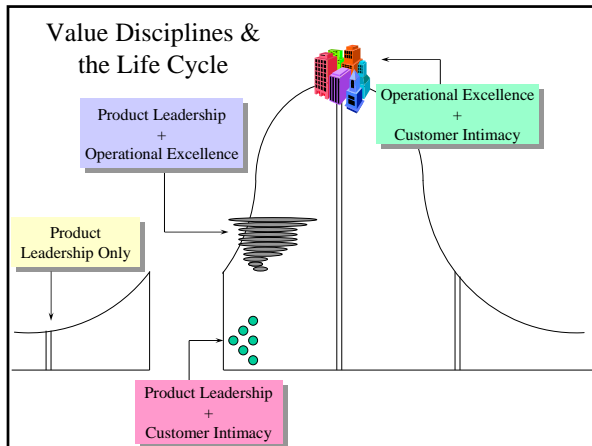 Value Disciplines &
the Life Cycle
Product Leadership
+
Operational Excellence
Operational Excellence
+
Customer Intimacy
Product
Leadership Only
Product Leadership
+
Customer Intimacy